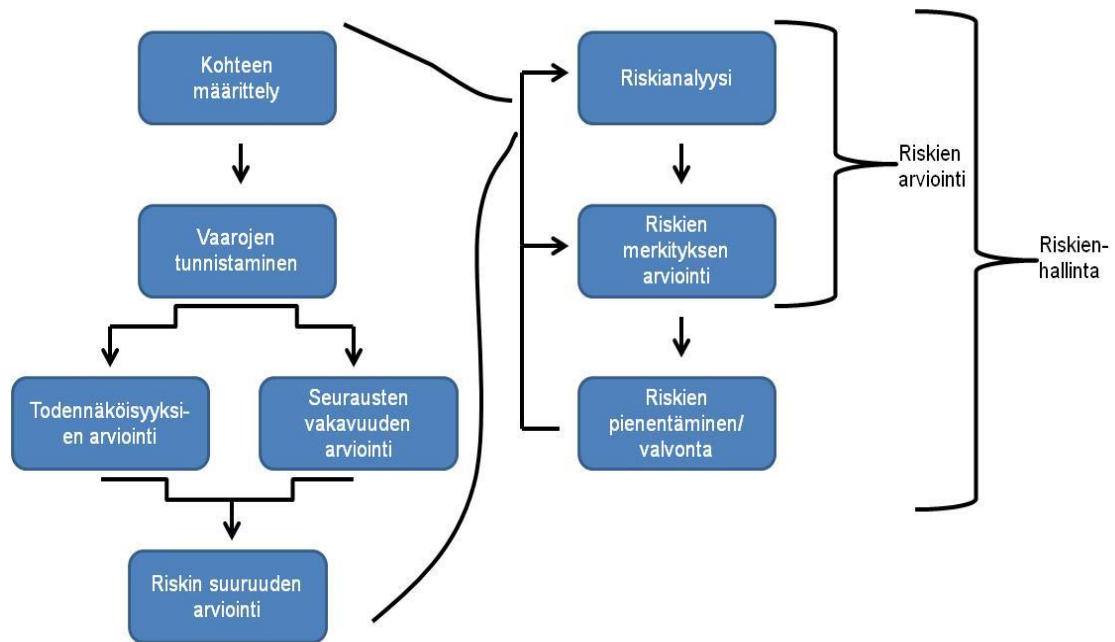 Kohteen
määrittely
Vaarojen
tunnistaminen
Todennäköisyyksi-
en arviointi
Seurausten
vakavuuden
arviointi
Riskin suuruuden
arviointi
Riskianalyysi
Riskien
merkityksen
arviointi
Riskien
pienentäminen/
valvonta
Riskien
arviointi
Riskien-
hallinta